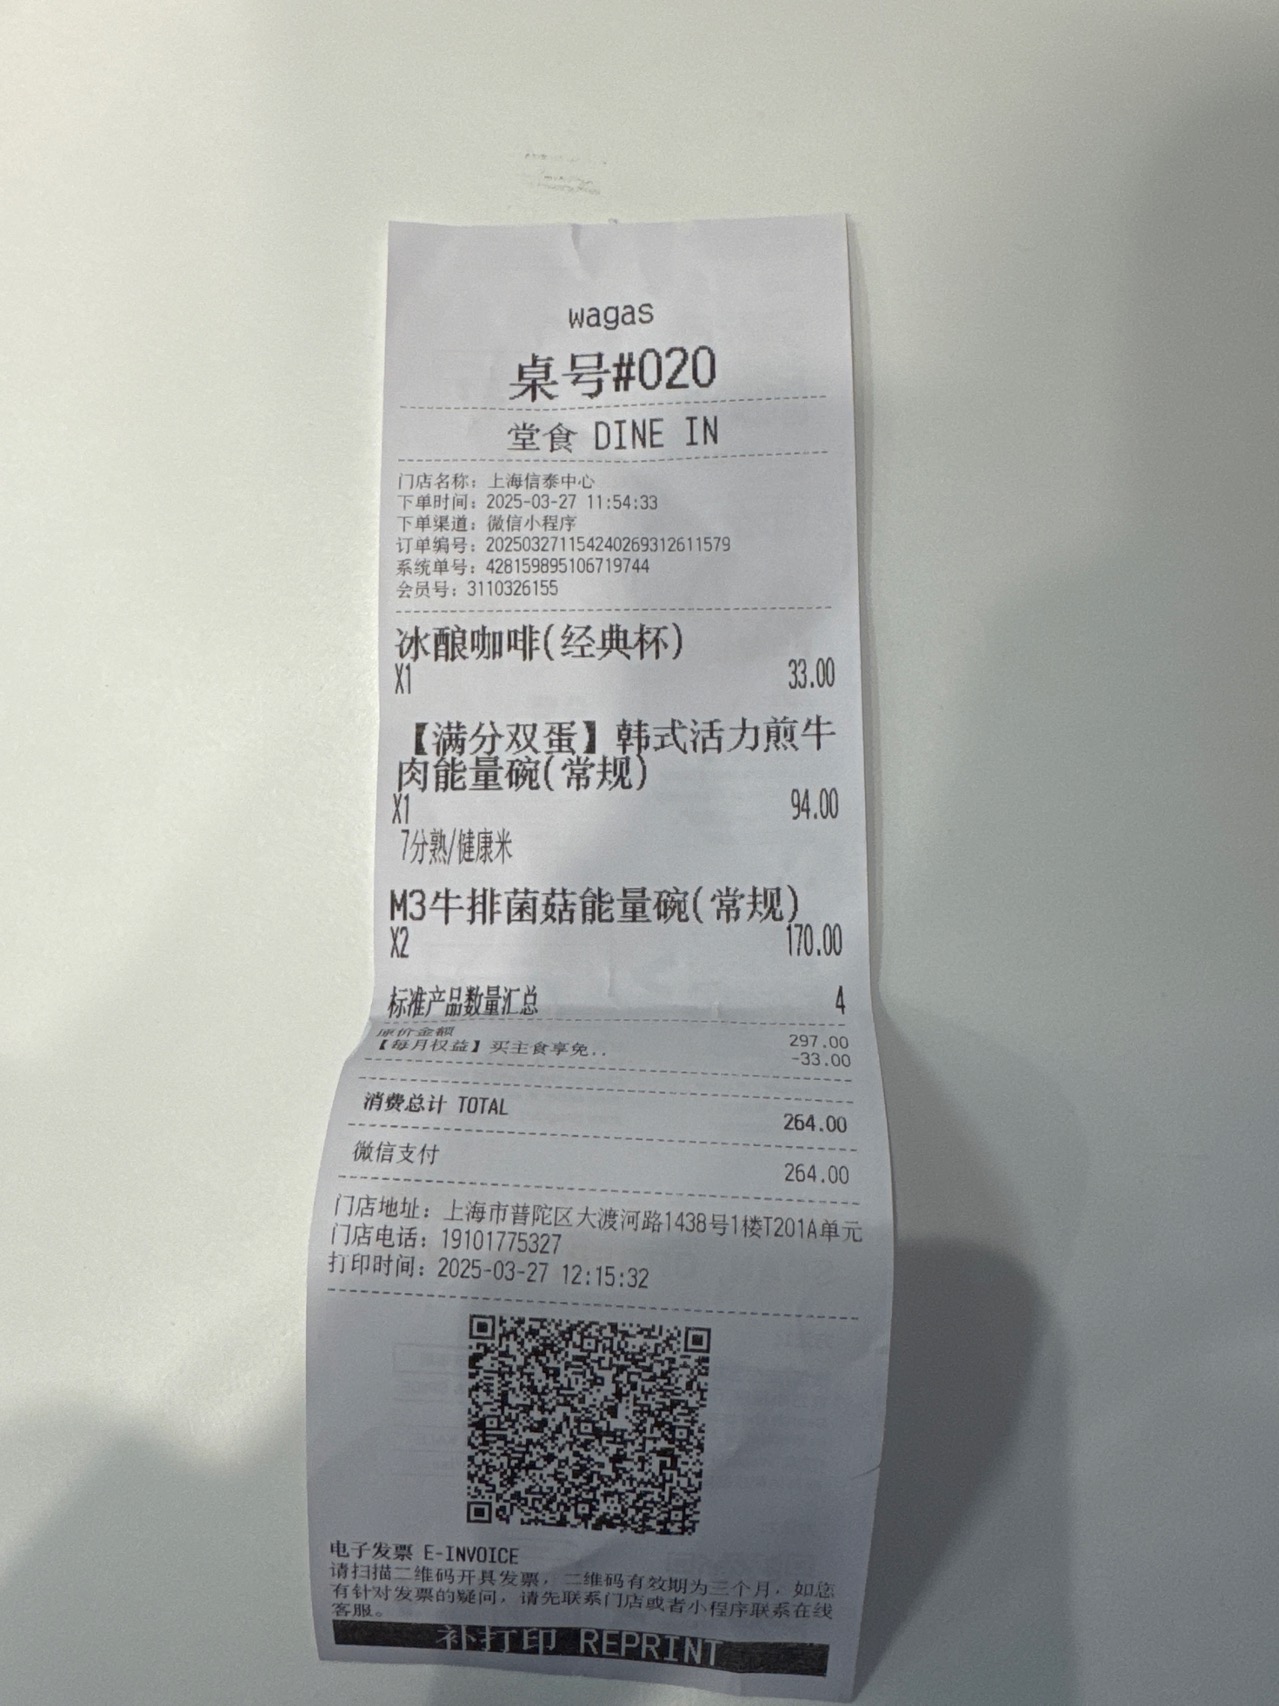 wagas
桌号#020
堂食 DINE IN
门店名称: 上海信泰中心
下单时间: 2025-03-27 11:54:33
下单渠道: 微信小程序
订单编号: 20250327115424026931261​1579
系统单号: 428159895106719744
会员号: 3110326155
冰酿咖啡(经典杯)
X1 33.00
【满分双蛋】韩式活力煎牛
肉能量碗(常规)
X1 94.00
7分熟/健康米
M3牛排菌菇能量碗(常规)
X2 170.00
标准产品数量汇总 4
原价金额 297.00
【每月权益】买主食享免.. -33.00
消费总计 TOTAL 264.00
微信支付 264.00
门店地址: 上海市普陀区大渡河路1438号1楼T201A单元
门店电话: 19101775327
打印时间: 2025-03-27 12:15:32
电子发票 E-INVOICE
请扫描二维码开具发票, 二维码有效期为三个月, 如您
有针对发票的疑问, 请先联系门店或者小程序联系在线
客服。
补打印 REPRINT